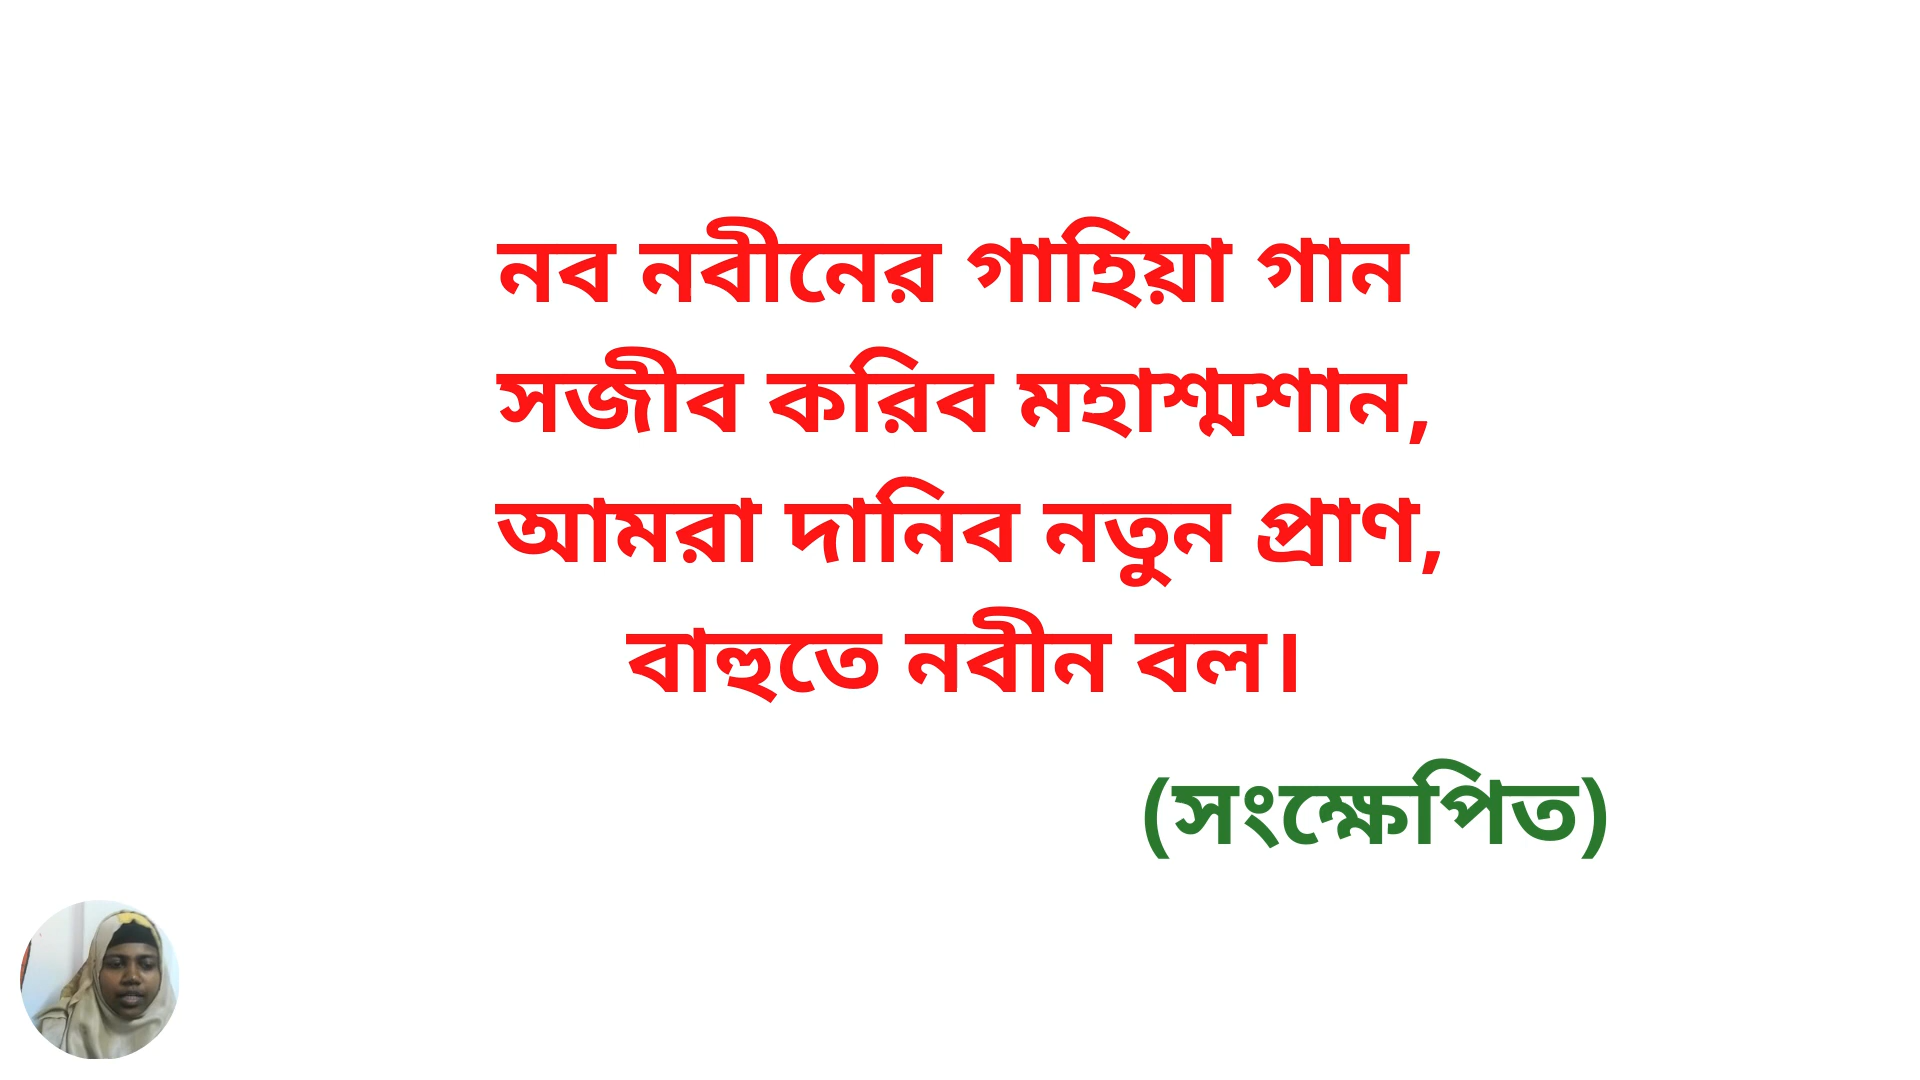 নব নবীনের গাহিয়া গান
সজীব করিব মহাশ্মশান,
আমরা দানিব নতুন প্রাণ,
বাহুতে নবীন বল।
(সংক্ষেপিত)